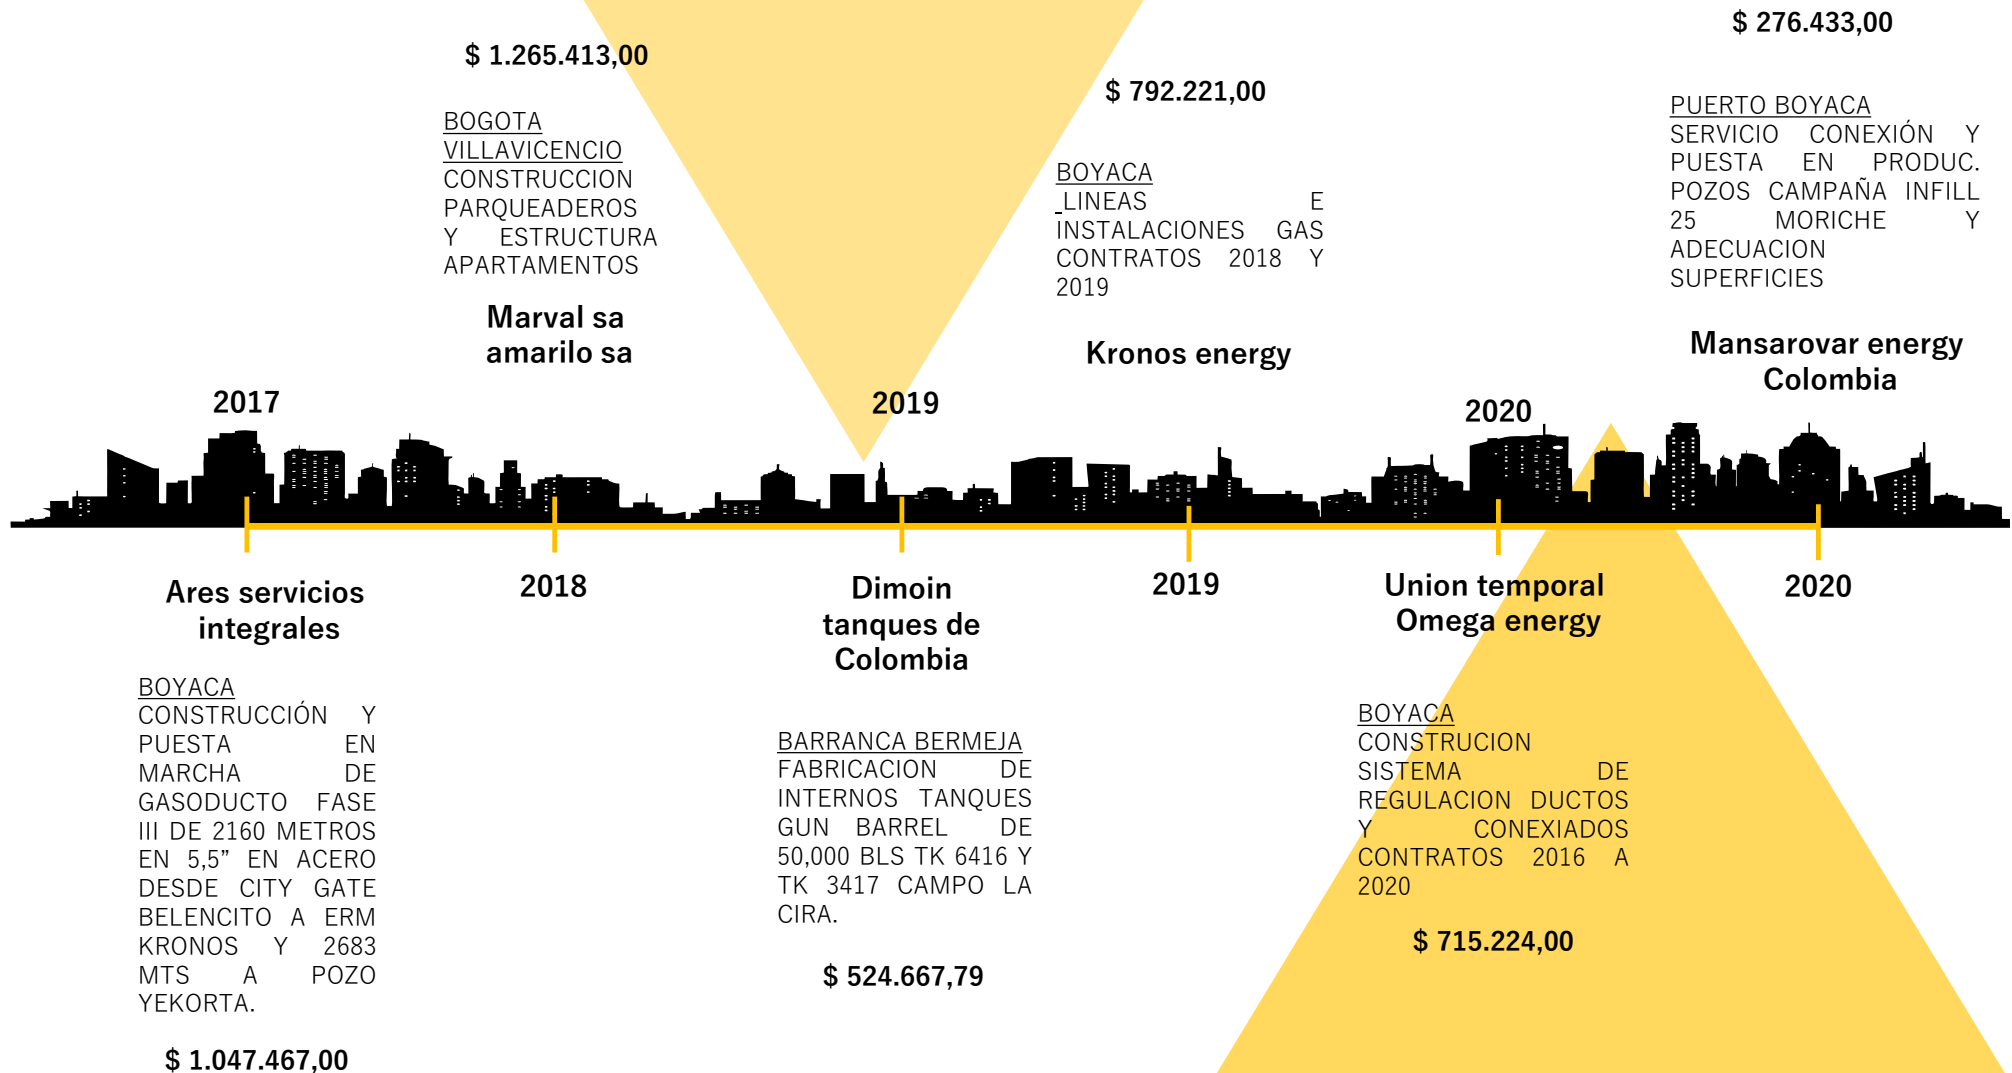 $ 1.265.413,00
BOGOTA
VILLAVICENCIO
CONSTRUCCION
PARQUEADEROS
Y ESTRUCTURA
APARTAMENTOS
Marval sa
amarilo sa
$ 792.221,00
BOYACA
LINEAS E
INSTALACIONES GAS
CONTRATOS 2018 Y
2019
Kronos energy
$ 276.433,00
PUERTO BOYACA
SERVICIO CONEXIÓN Y
PUESTA EN PRODUC.
POZOS CAMPAÑA INFILL
25 MORICHE Y
ADECUACION
SUPERFICIES
Mansarovar energy
Colombia
2017
2019
2020
Ares servicios
integrales
BOYACA
CONSTRUCCIÓN Y
PUESTA EN
MARCHA DE
GASODUCTO FASE
III DE 2160 METROS
EN 5,5” EN ACERO
DESDE CITY GATE
BELENCITO A ERM
KRONOS Y 2683
MTS A POZO
YEKORTA.
$ 1.047.467,00
2018
Dimoin
tanques de
Colombia
BARRANCA BERMEJA
FABRICACION DE
INTERNOS TANQUES
GUN BARREL DE
50,000 BLS TK 6416 Y
TK 3417 CAMPO LA
CIRA.
$ 524.667,79
2019
Union temporal
Omega energy
BOYACA
CONSTRUCION
SISTEMA DE
REGULACION DUCTOS
Y CONEXIADOS
CONTRATOS 2016 A
2020
$ 715.224,00
2020